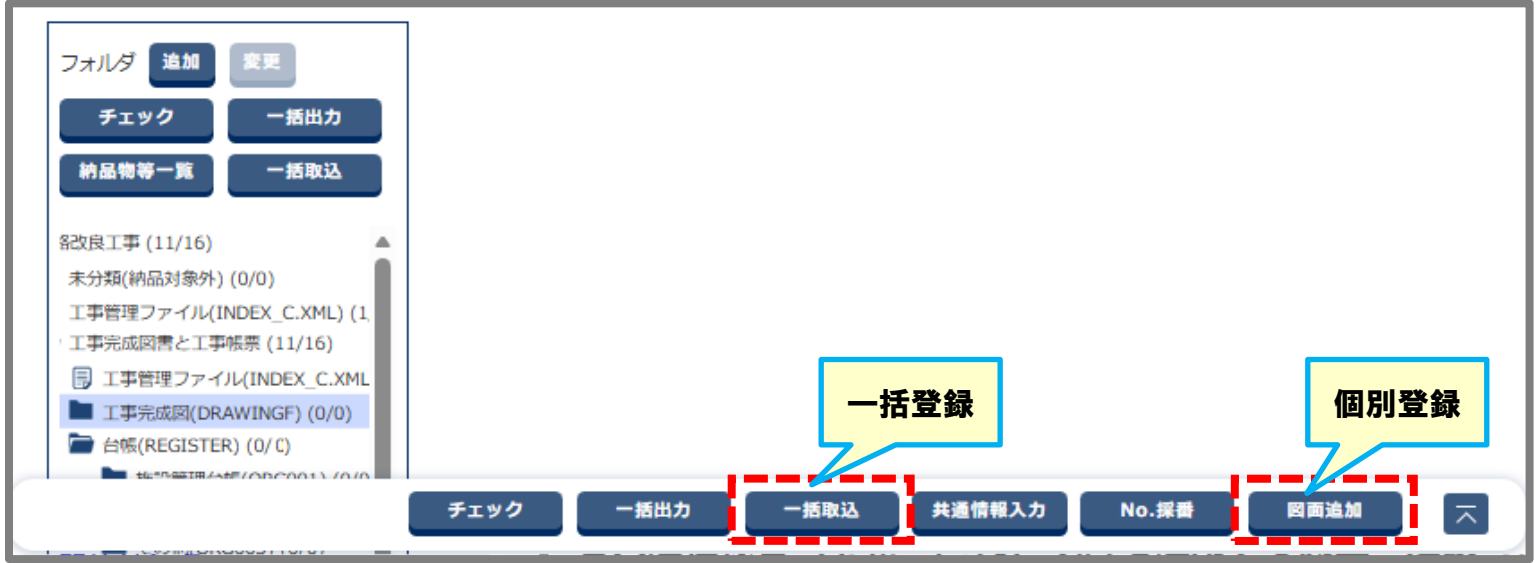 フォルダ 追加 変更
チェック 一括出力
納品物等一覧 一括取込
改良工事 (11/16)
未分類(納品対象外) (0/0)
工事管理ファイル(INDEX_C.XML) (1,
工事完成図書と工事帳票 (11/16)
工事管理ファイル(INDEX_C.XML
工事完成図(DRAWINGF) (0/0)
台帳(REGISTER) (0/0)
一括登録
個別登録
チェック 一括出力 一括取込 共通情報入力 No.採番 図面追加